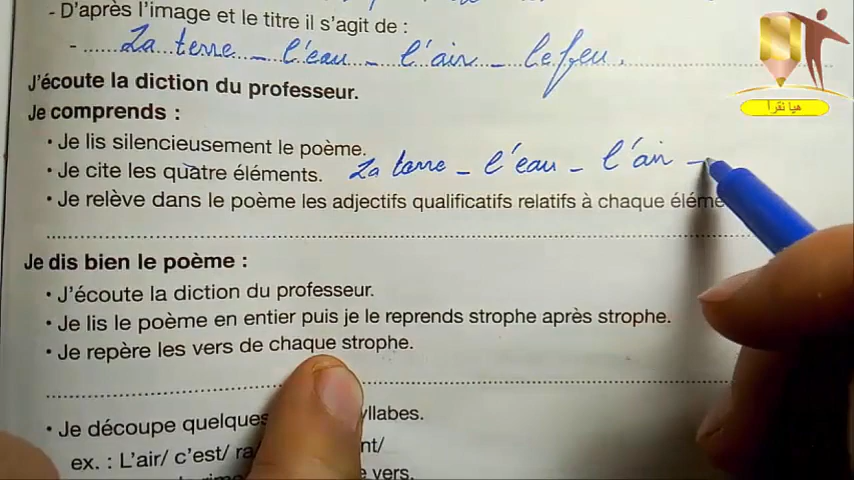 - D'après l'image et le titre il s'agit de :
- La terre - l'eau - l'air - le feu.
J'écoute la diction du professeur.
Je comprends :
• Je lis silencieusement le poème.
• Je cite les quatre éléments. La terre - l'eau - l'air -
• Je relève dans le poème les adjectifs qualificatifs relatifs à chaque éléme
Je dis bien le poème :
• J'écoute la diction du professeur.
• Je lis le poème en entier puis je le reprends strophe après strophe.
• Je repère les vers de chaque strophe.
• Je découpe quelques yllabes.
ex. : L'air/ c'est/ ra nt/
vers.
هيا نقرأ